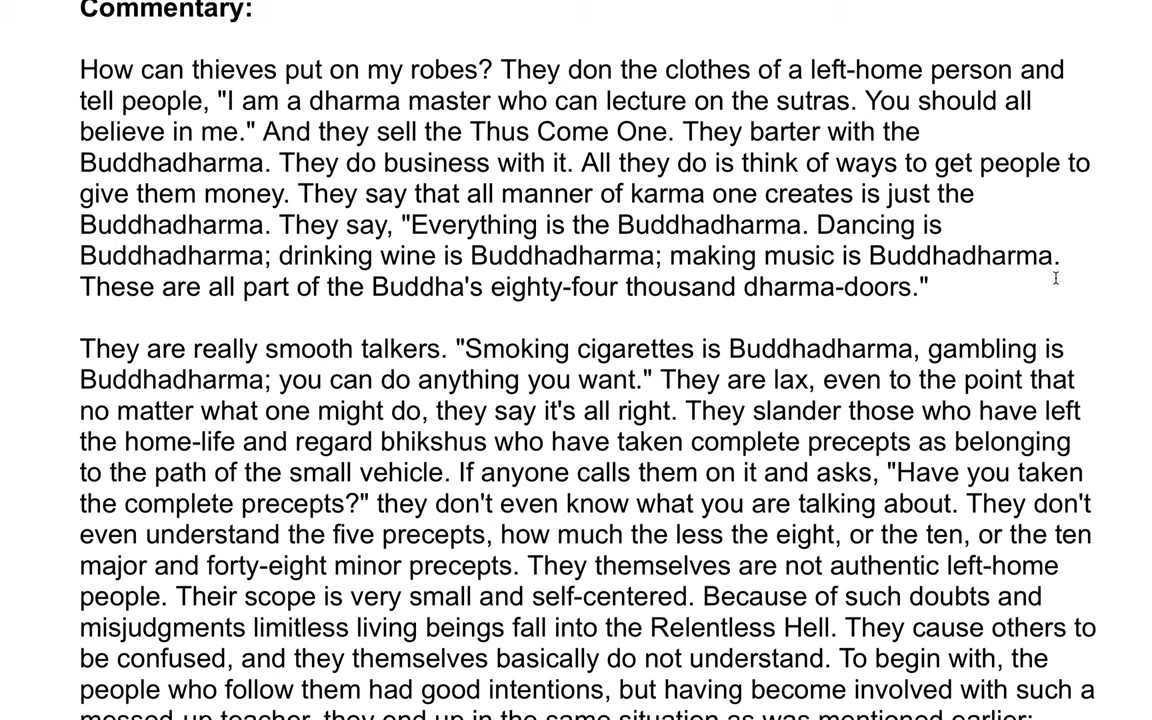 Commentary:
How can thieves put on my robes? They don the clothes of a left-home person and
tell people, "I am a dharma master who can lecture on the sutras. You should all
believe in me." And they sell the Thus Come One. They barter with the
Buddhadharma. They do business with it. All they do is think of ways to get people to
give them money. They say that all manner of karma one creates is just the
Buddhadharma. They say, "Everything is the Buddhadharma. Dancing is
Buddhadharma; drinking wine is Buddhadharma; making music is Buddhadharma.
These are all part of the Buddha's eighty-four thousand dharma-doors."
They are really smooth talkers. "Smoking cigarettes is Buddhadharma, gambling is
Buddhadharma; you can do anything you want." They are lax, even to the point that
no matter what one might do, they say it's all right. They slander those who have left
the home-life and regard bhikshus who have taken complete precepts as belonging
to the path of the small vehicle. If anyone calls them on it and asks, "Have you taken
the complete precepts?" they don't even know what you are talking about. They don't
even understand the five precepts, how much the less the eight, or the ten, or the ten
major and forty-eight minor precepts. They themselves are not authentic left-home
people. Their scope is very small and self-centered. Because of such doubts and
misjudgments limitless living beings fall into the Relentless Hell. They cause others to
be confused, and they themselves basically do not understand. To begin with, the
people who follow them had good intentions, but having become involved with such a
messed-up teacher, they end up in the same situation as was mentioned earlier: